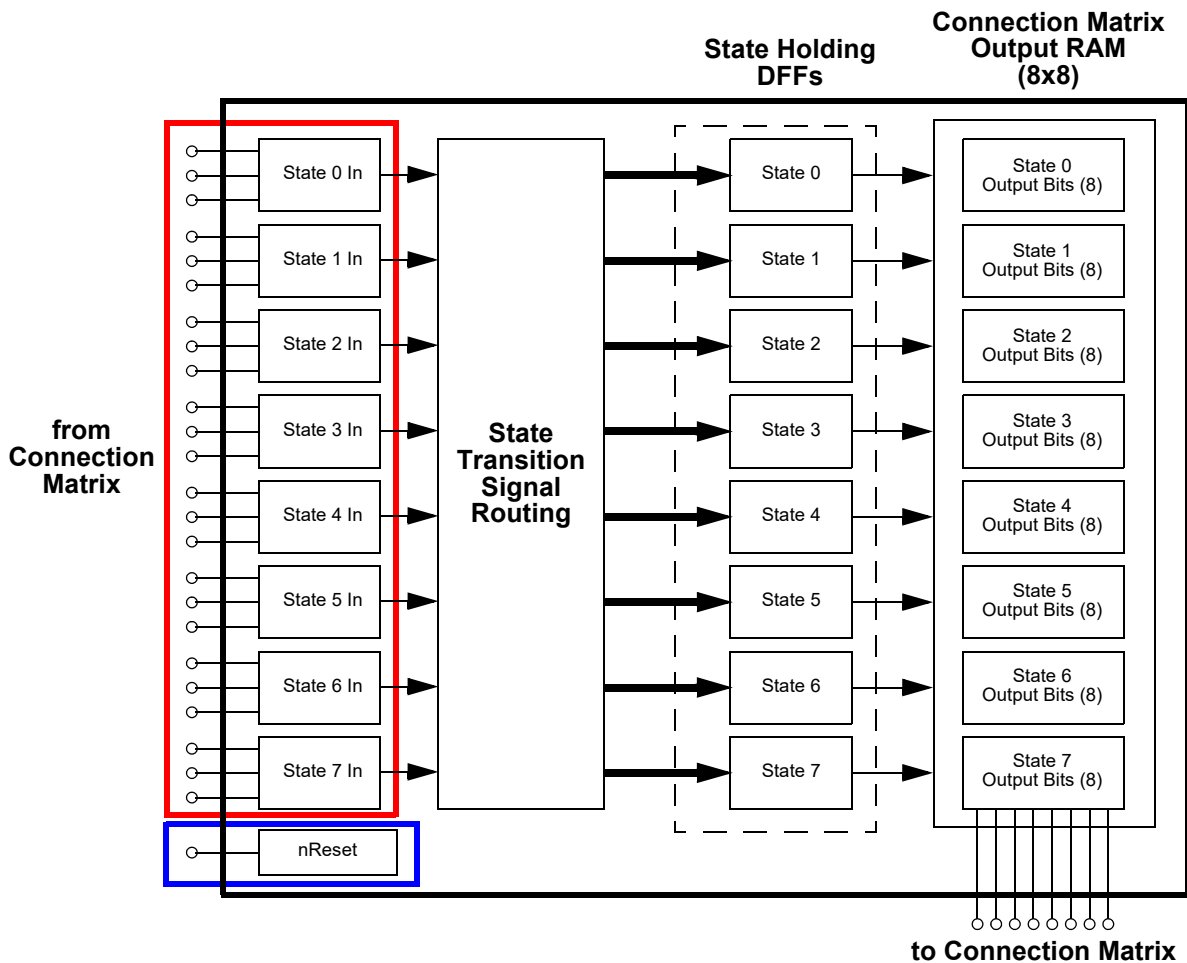 State Holding
DFFs
Connection Matrix
Output RAM
(8x8)
from
Connection
Matrix
State 0 In
State 1 In
State 2 In
State 3 In
State 4 In
State 5 In
State 6 In
State 7 In
nReset
State
Transition
Signal
Routing
State 0
State 1
State 2
State 3
State 4
State 5
State 6
State 7
State 0
Output Bits (8)
State 1
Output Bits (8)
State 2
Output Bits (8)
State 3
Output Bits (8)
State 4
Output Bits (8)
State 5
Output Bits (8)
State 6
Output Bits (8)
State 7
Output Bits (8)
to Connection Matrix